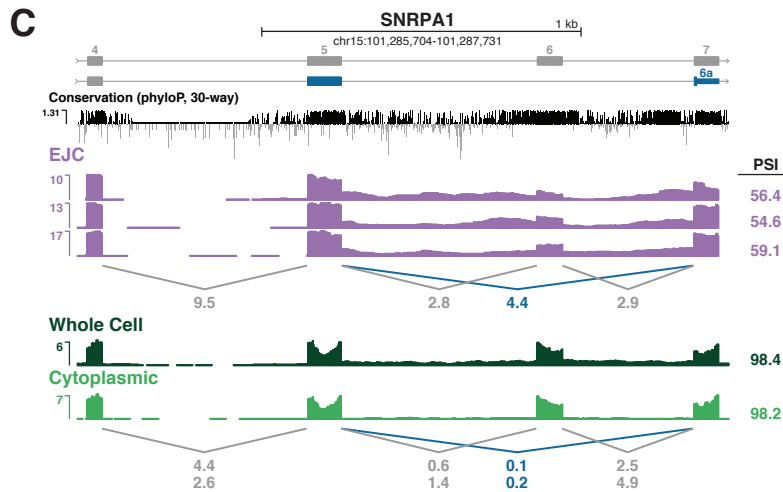 C
SNRPA1
1 kb
chr15:101,285,704-101,287,731
4 5 6 7
6a
Conservation (phyloP, 30-way)
1.31
EJC
PSI
10 56.4
13 54.6
17 59.1
9.5 2.8 4.4 2.9
Whole Cell
6 98.4
Cytoplasmic
7 98.2
4.4 0.6 0.1 2.5
2.6 1.4 0.2 4.9